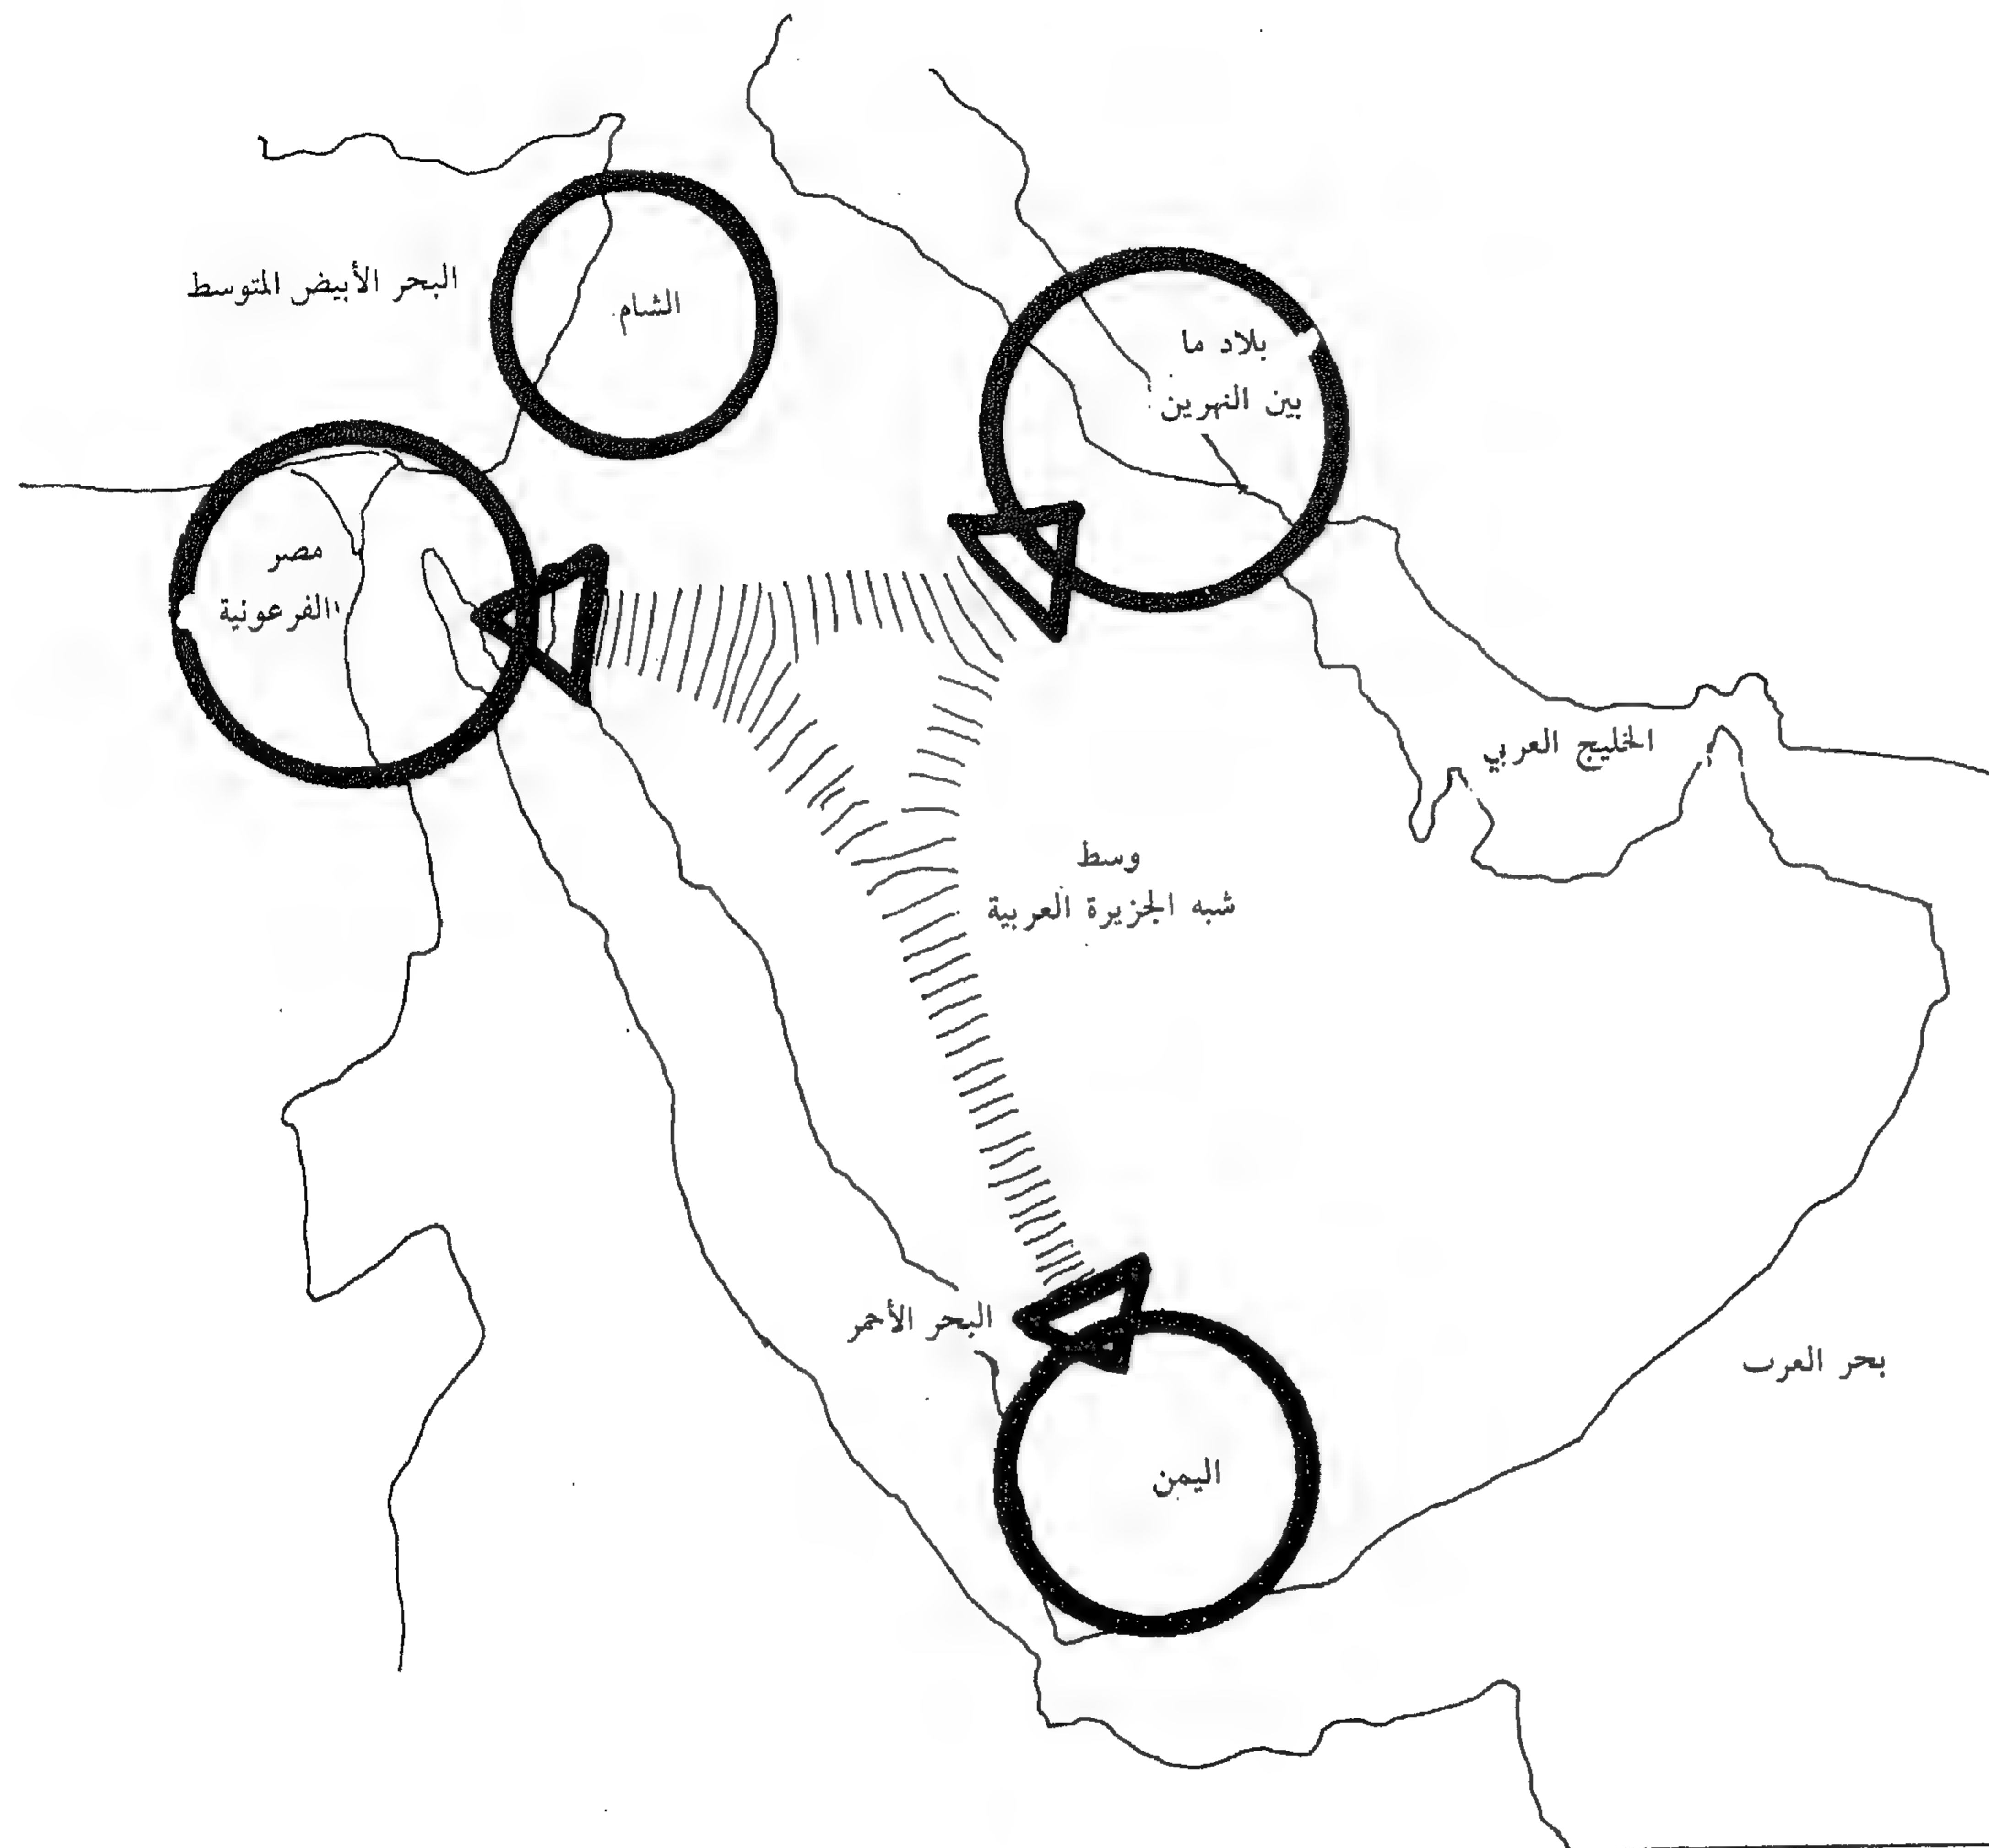 البحر الأبيض المتوسط
الشام
بلاد ما
بين النهرين
مصر
الفرعونية
الخليج العربي
وسط
شبه الجزيرة العربية
البحر الأحمر
بحر العرب
اليمن